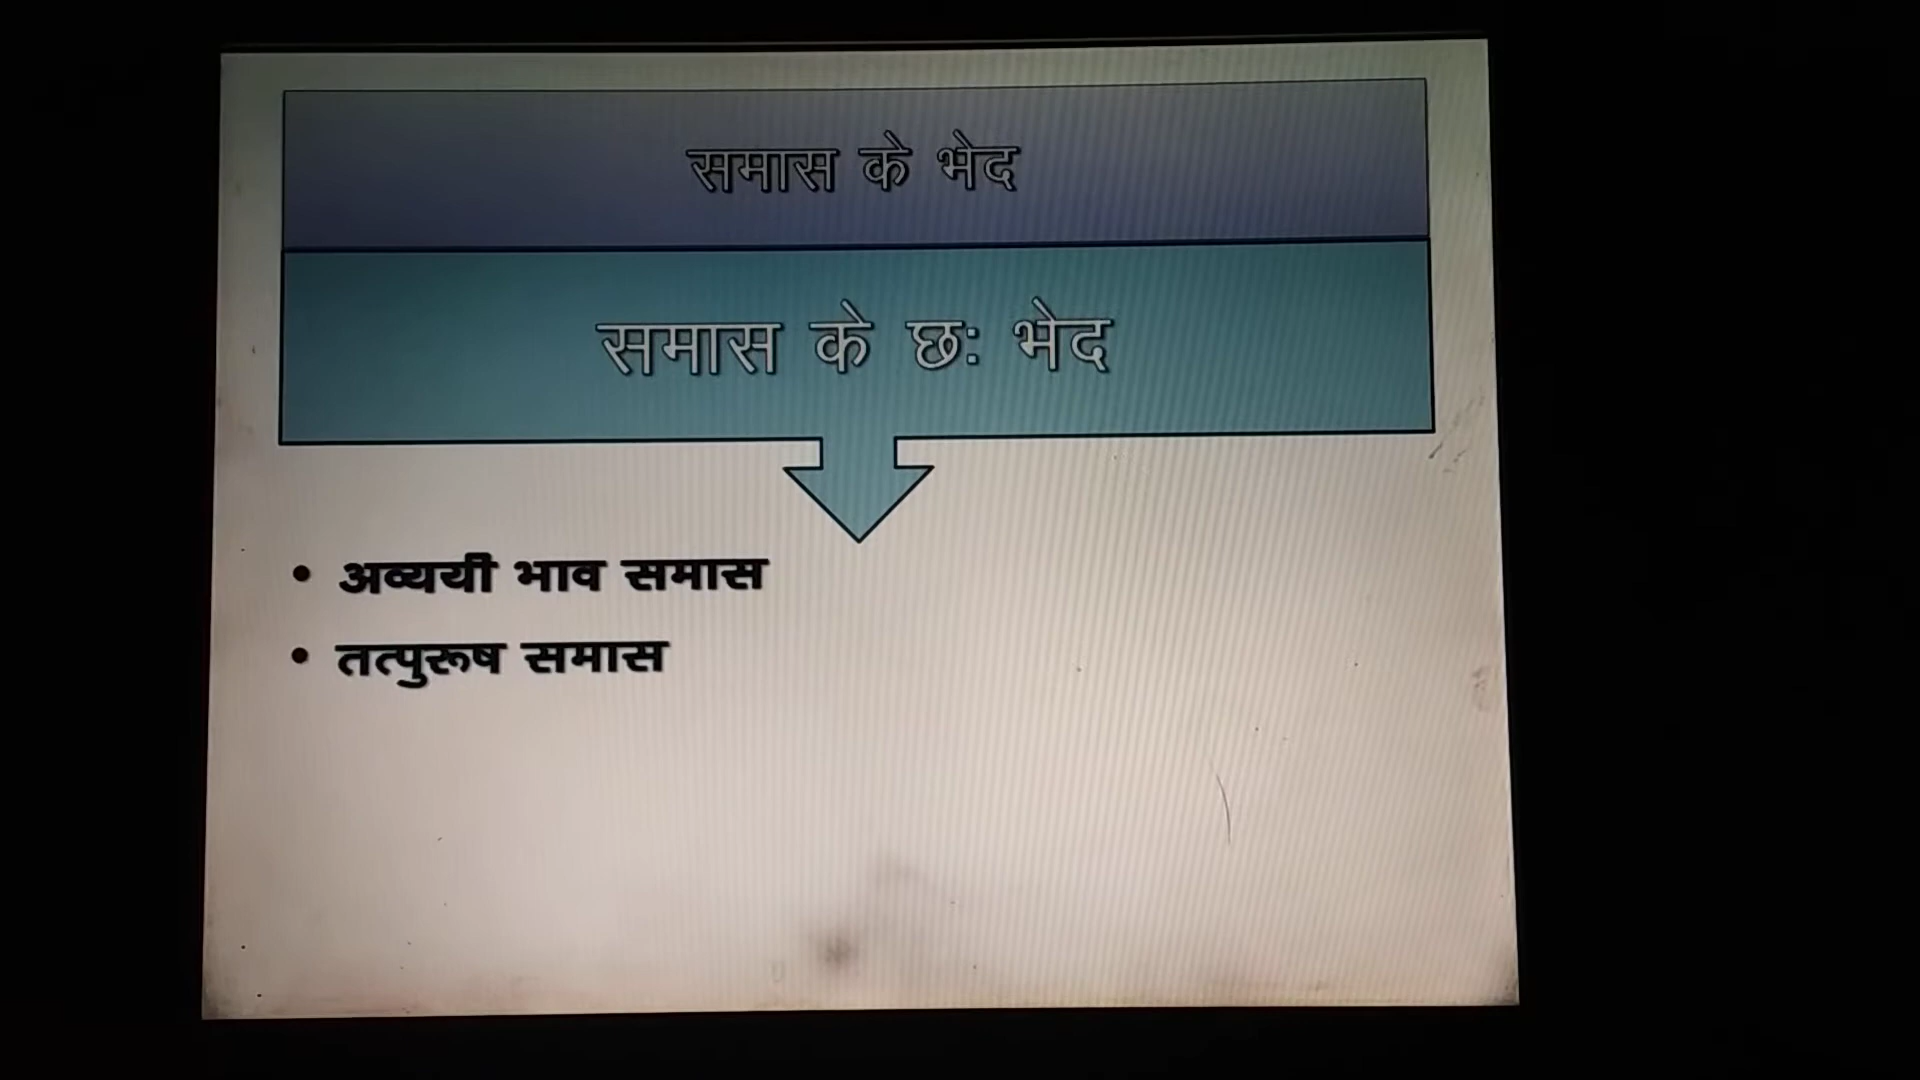 समास के भेद
समास के छः भेद
• अव्ययी भाव समास
• तत्पुरूष समास